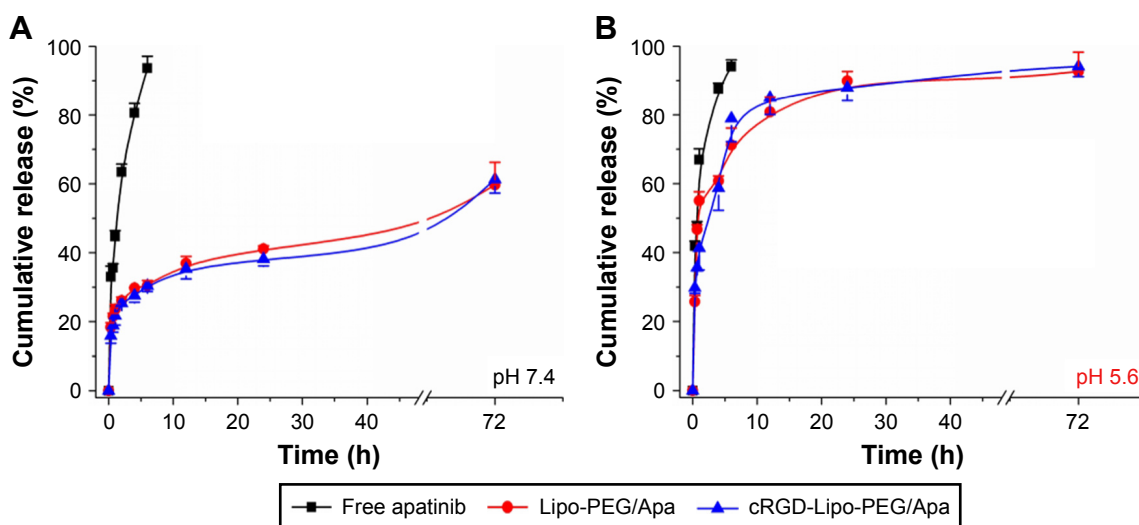 A
Cumulative release (%)
100
80
60
40
20
0
0
10
20
30
40
72
pH 7.4
Time (h)
B
Cumulative release (%)
100
80
60
40
20
0
0
10
20
30
40
72
pH 5.6
Time (h)
Free apatinib
Lipo-PEG/Apa
cRGD-Lipo-PEG/Apa